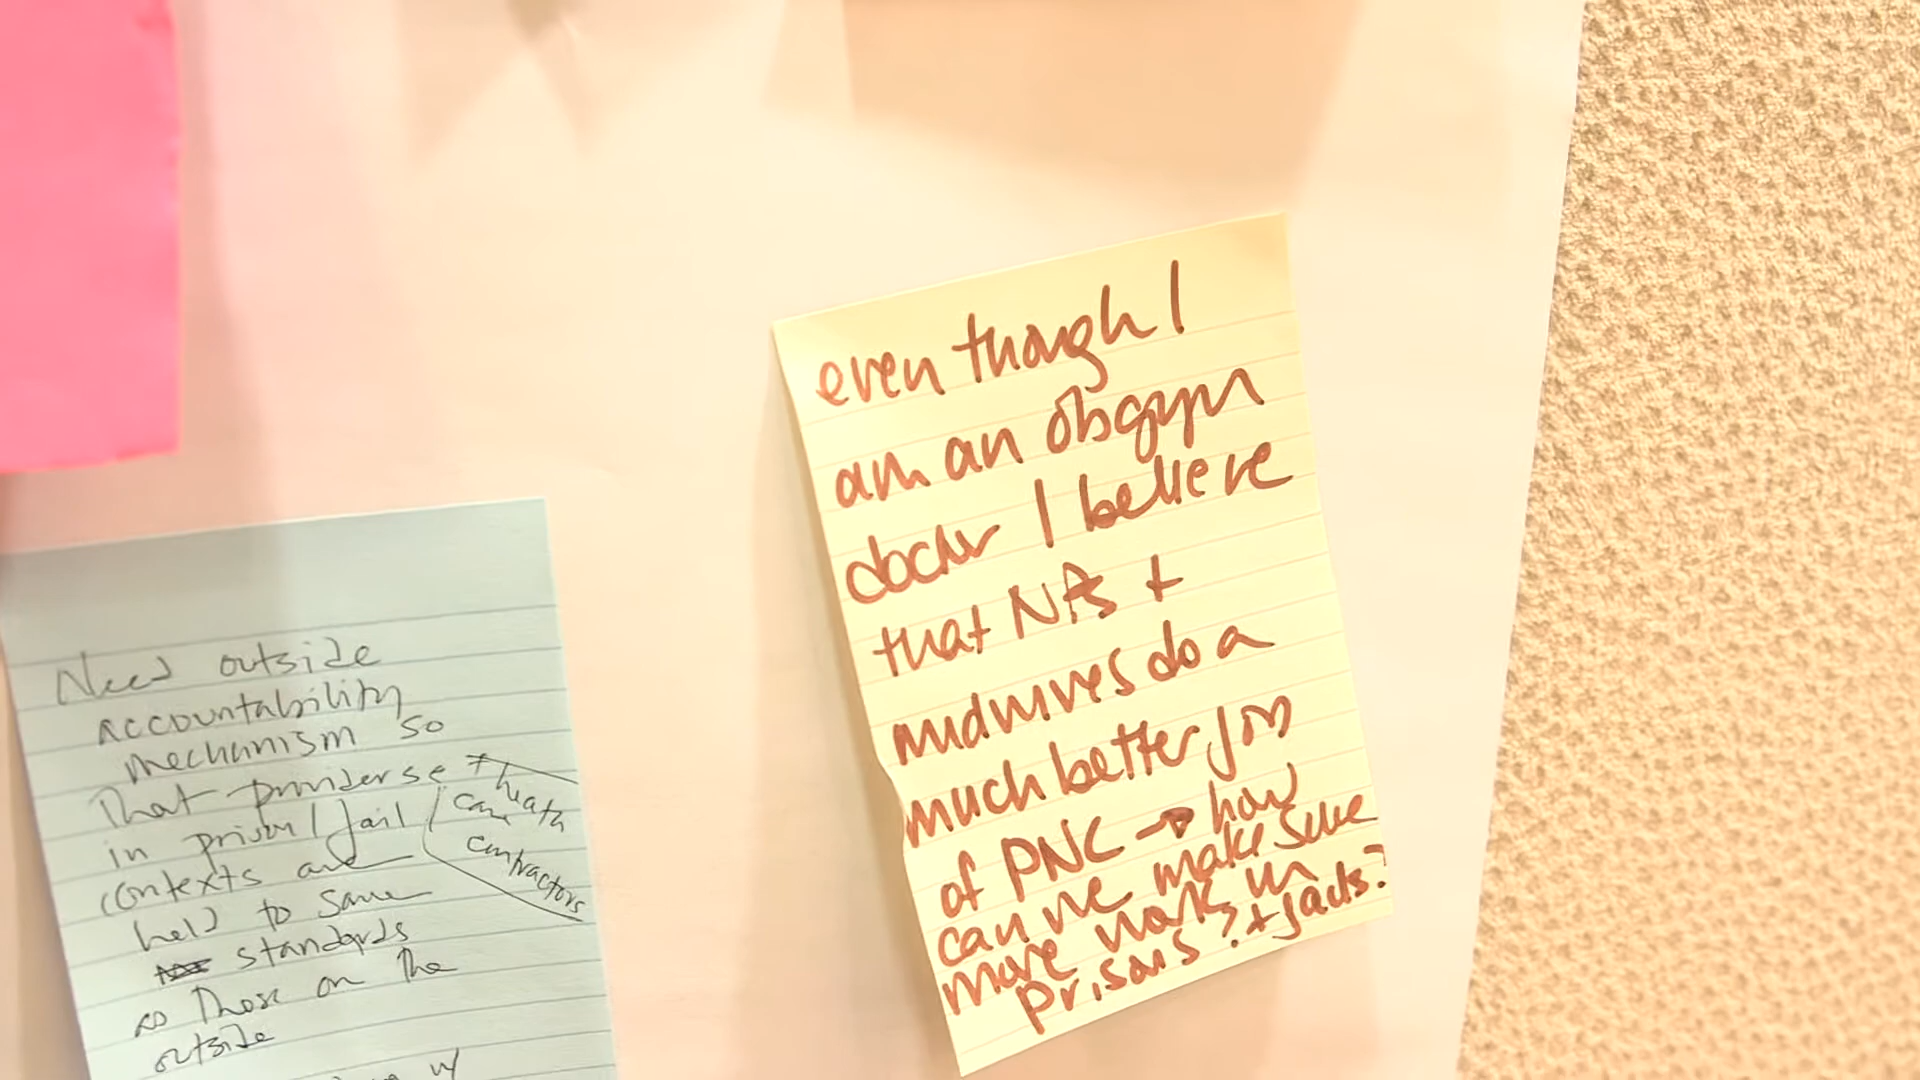 even though I
am an obgyn
doctor I believe
that NPs +
midwives do a
much better job
of PNC → how
can we make sure
more work in
prisons? + jails?
Need outside
accountability
mechanism so
that providers
in prison/jail
contexts are
held to same
standards
as those on the
outside
* health
care
contractors
w/